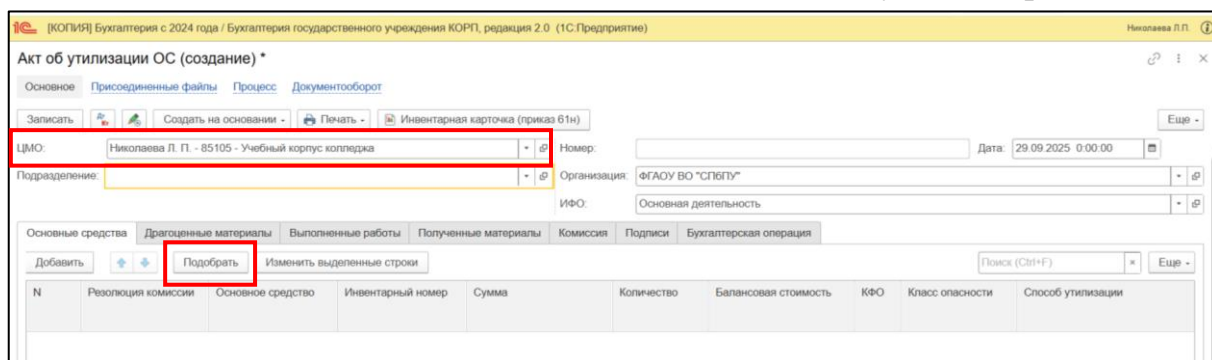 [КОПИЯ] Бухгалтерия с 2024 года / Бухгалтерия государственного учреждения КОРП, редакция 2.0 (1С:Предприятие) Николаева Л.П.
Акт об утилизации ОС (создание) *
Основное Присоединенные файлы Процесс Документооборот
Записать Создать на основании Печать Инвентарная карточка (приказ 61н) Еще
ЦМО: Николаева Л. П. - 85105 - Учебный корпус колледжа Номер: Дата: 29.09.2025 0:00:00
Подразделение: Организация: ФГАОУ ВО "СПбПУ"
ИФО: Основная деятельность
Основные средства Драгоценные материалы Выполненные работы Полученные материалы Комиссия Подписи Бухгалтерская операция
Добавить Подобрать Изменить выделенные строки Поиск (Ctrl+F) × Еще
N Резолюция комиссии Основное средство Инвентарный номер Сумма Количество Балансовая стоимость КФО Класс опасности Способ утилизации